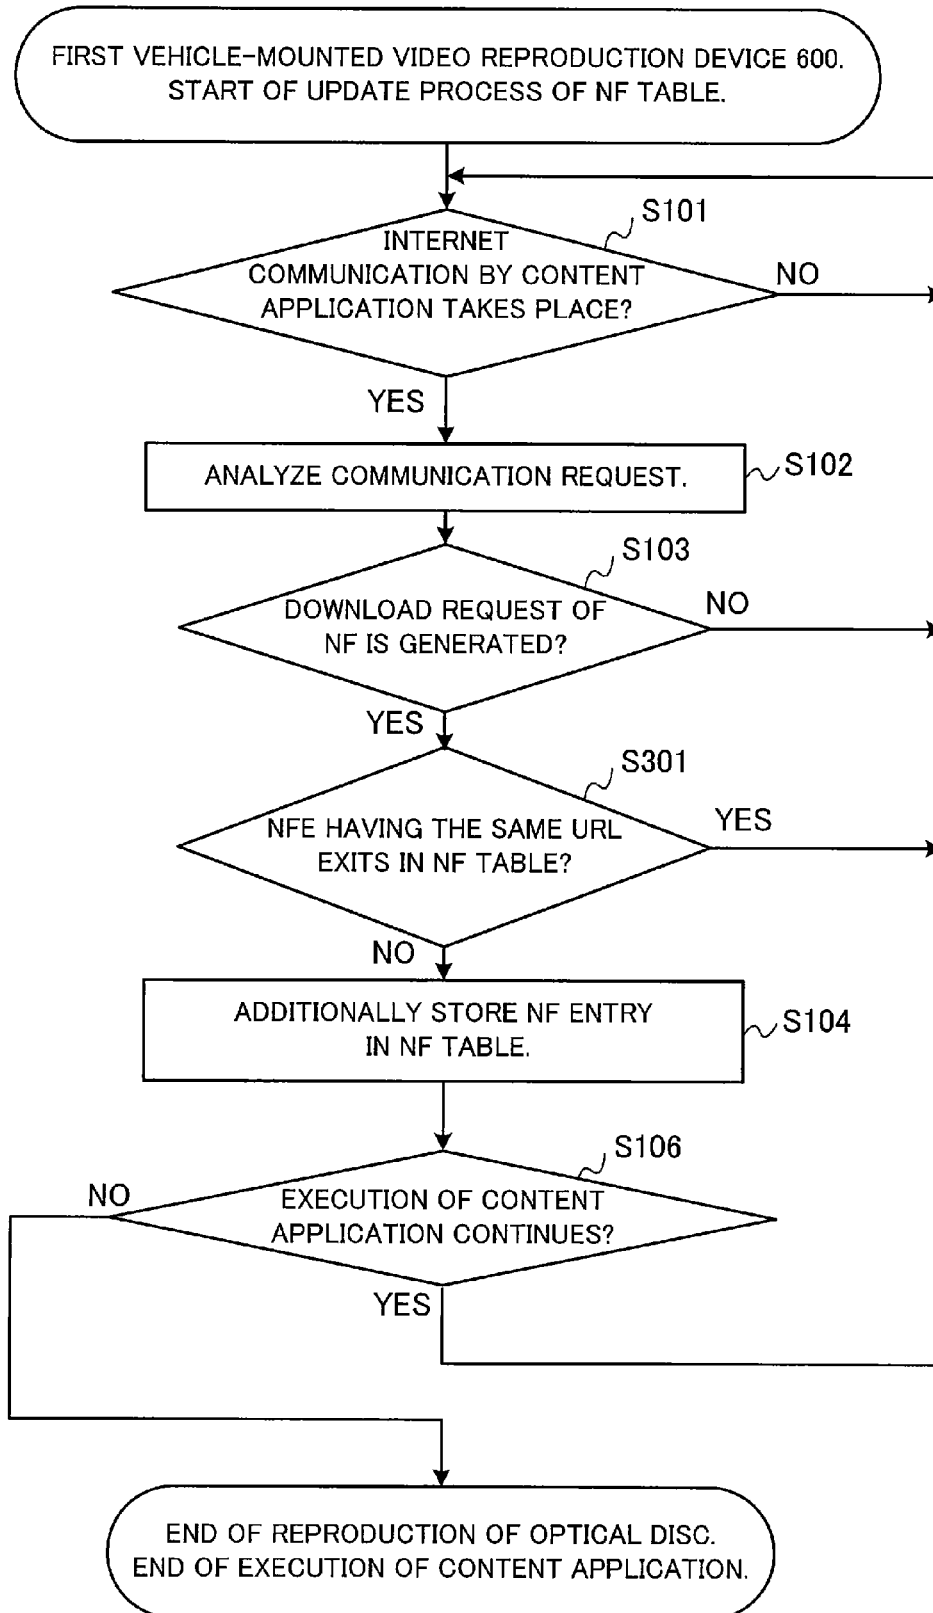 FIRST VEHICLE-MOUNTED VIDEO REPRODUCTION DEVICE 600.
START OF UPDATE PROCESS OF NF TABLE.
S101
INTERNET
COMMUNICATION BY CONTENT
APPLICATION TAKES PLACE?
NO
YES
ANALYZE COMMUNICATION REQUEST.
S102
S103
DOWNLOAD REQUEST OF
NF IS GENERATED?
NO
YES
S301
NFE HAVING THE SAME URL
EXITS IN NF TABLE?
YES
NO
ADDITIONALLY STORE NF ENTRY
IN NF TABLE.
S104
S106
NO
EXECUTION OF CONTENT
APPLICATION CONTINUES?
YES
END OF REPRODUCTION OF OPTICAL DISC.
END OF EXECUTION OF CONTENT APPLICATION.